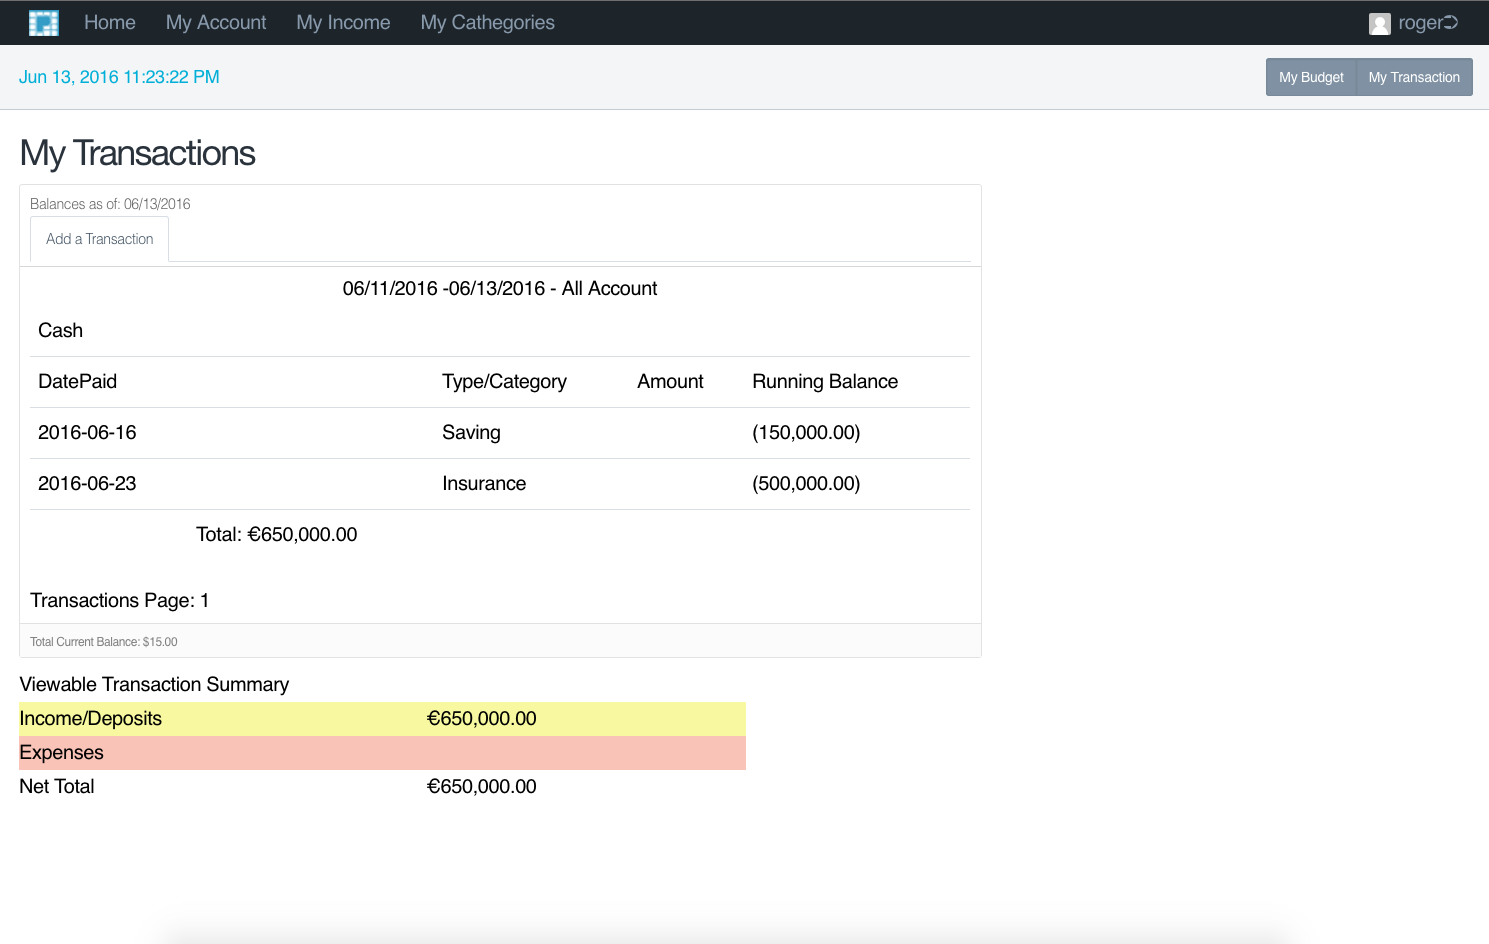 Home My Account My Income My Cathegories roger
Jun 13, 2016 11:23:22 PM My Budget My Transaction
My Transactions
Balances as of: 06/13/2016
Add a Transaction
06/11/2016 -06/13/2016 - All Account
Cash
DatePaid Type/Category Amount Running Balance
2016-06-16 Saving (150,000.00)
2016-06-23 Insurance (500,000.00)
Total: €650,000.00
Transactions Page: 1
Total Current Balance: $15.00
Viewable Transaction Summary
Income/Deposits €650,000.00
Expenses
Net Total €650,000.00